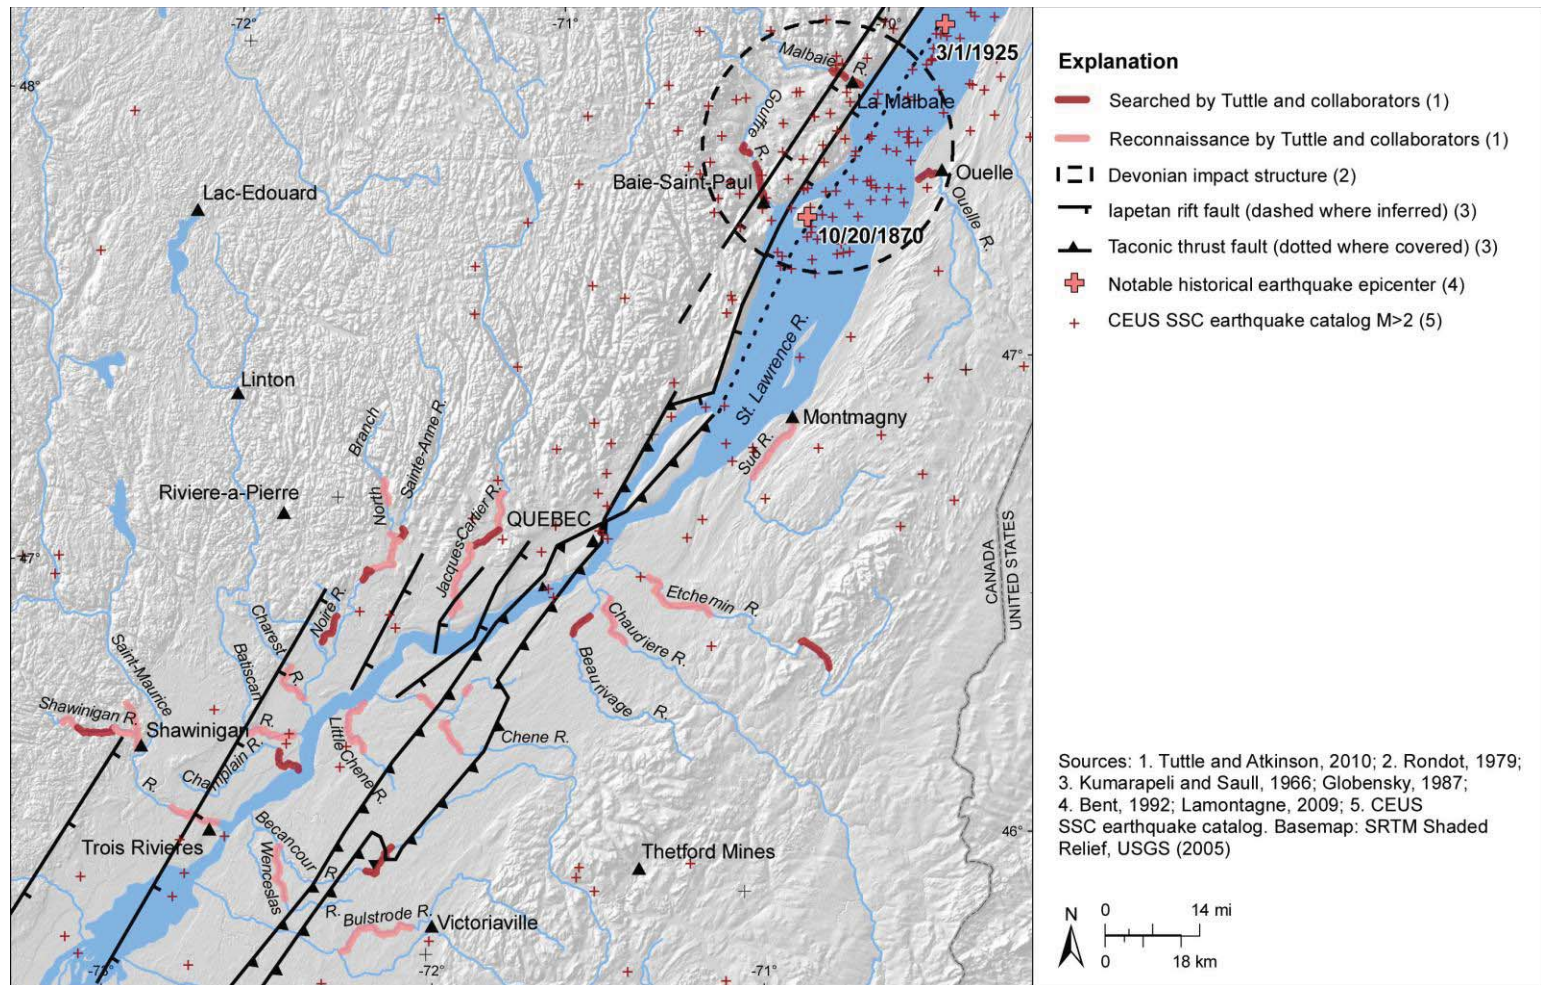 -72°
-71°
-70°
3/1/1925
Malbaie
R.
48°
La Malbaie
Gouffre
R.
Baie-Saint-Paul
Ouelle
Ouelle R.
Lac-Edouard
10/20/1870
47°
St. Lawrence R.
Linton
Montmagny
Sud R.
Branch
North
Sainte-Anne R.
Riviere-a-Pierre
Jacques-Cartier R.
QUEBEC
CANADA
UNITED STATES
47°
Etchemin R.
Chaudiere R.
Beaurivage R.
Noire R.
Charest
R.
Batiscan
R.
Saint-Maurice
R.
Shawinigan R.
Shawinigan
Champlain R.
Little Chene R.
Chene R.
46°
Trois Rivieres
Becancour
R.
Wenceslas
R.
Thetford Mines
Bulstrode R.
Victoriaville
-73°
-72°
-71°
Explanation
Searched by Tuttle and collaborators (1)
Reconnaissance by Tuttle and collaborators (1)
Devonian impact structure (2)
Iapetan rift fault (dashed where inferred) (3)
Taconic thrust fault (dotted where covered) (3)
Notable historical earthquake epicenter (4)
CEUS SSC earthquake catalog M>2 (5)
Sources: 1. Tuttle and Atkinson, 2010; 2. Rondot, 1979;
3. Kumarapeli and Saull, 1966; Globensky, 1987;
4. Bent, 1992; Lamontagne, 2009; 5. CEUS
SSC earthquake catalog. Basemap: SRTM Shaded
Relief, USGS (2005)
N
0 14 mi
0 18 km